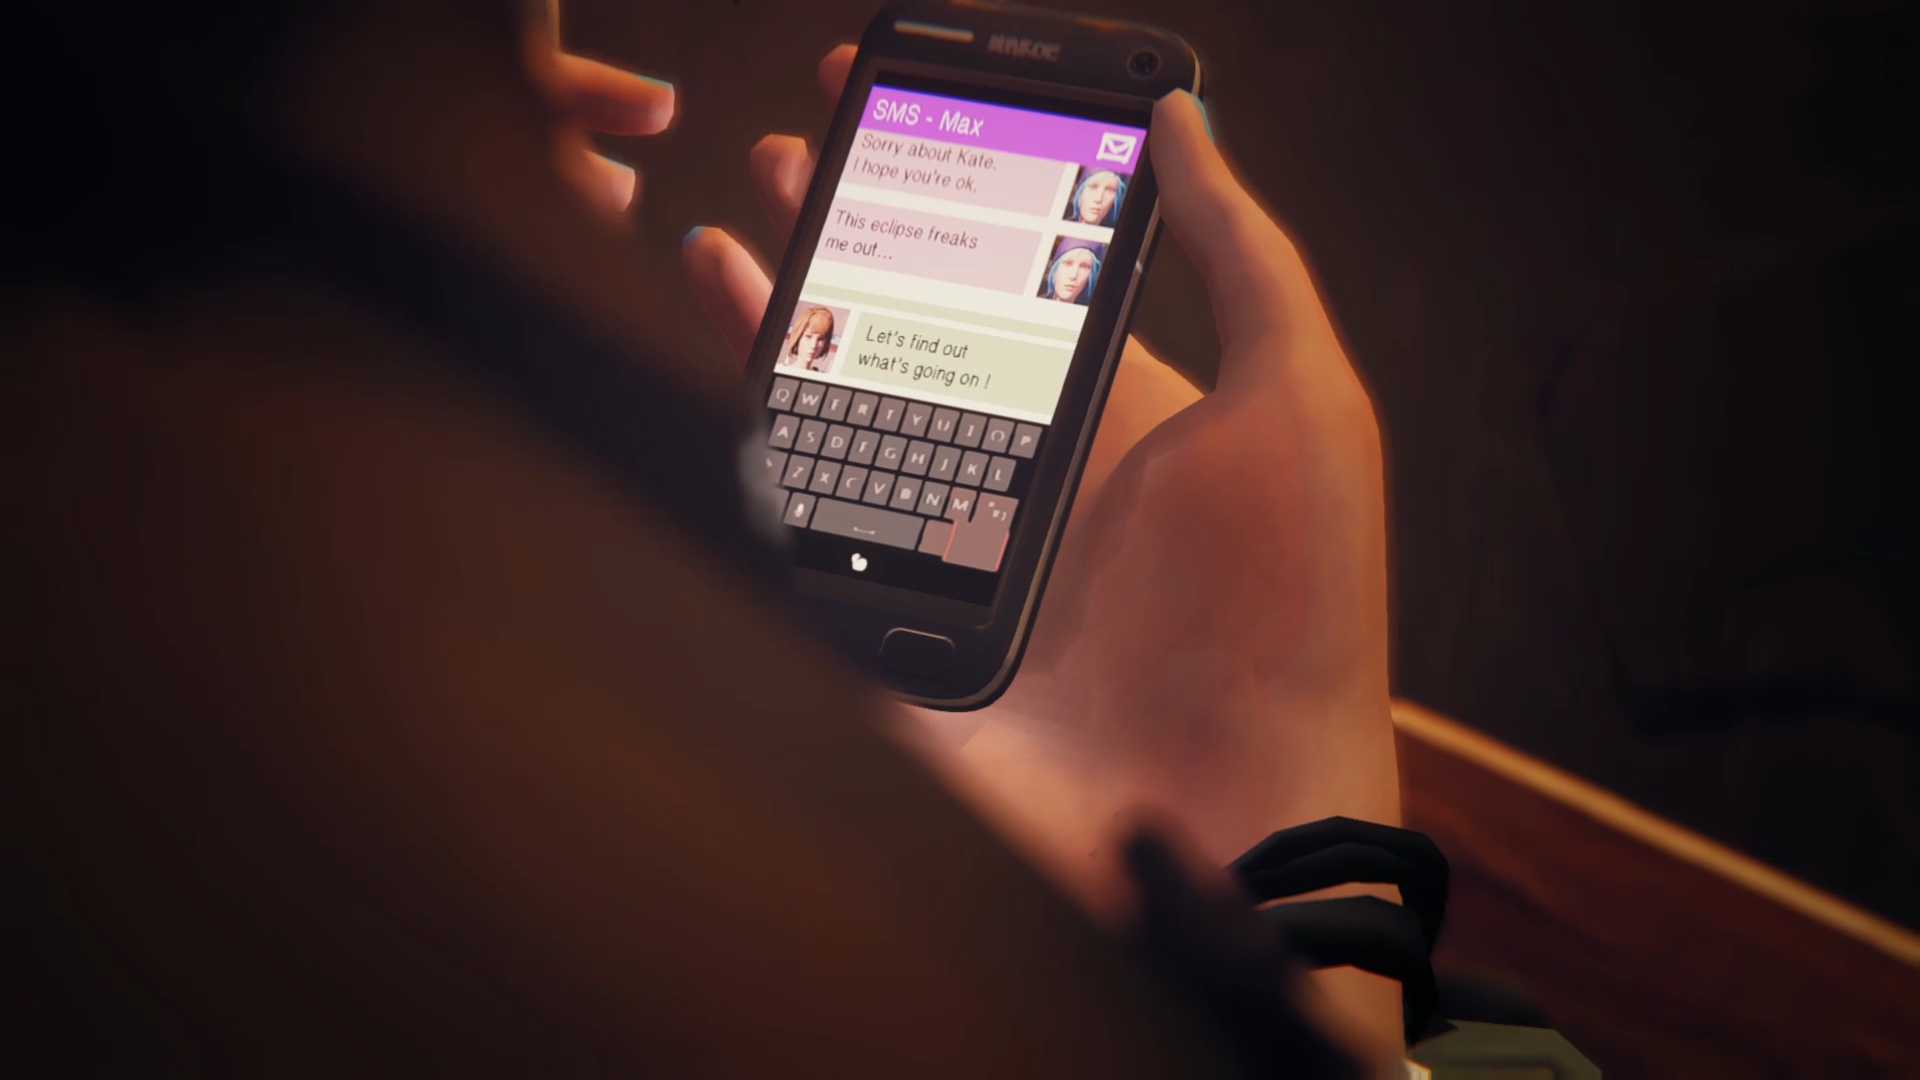 SMS - Max
Sorry about Kate.
I hope you're ok.
This eclipse freaks
me out...
Let's find out
what's going on !
Q W E R T Y U I O P
A S D F G H J K L
Z X C V B N M